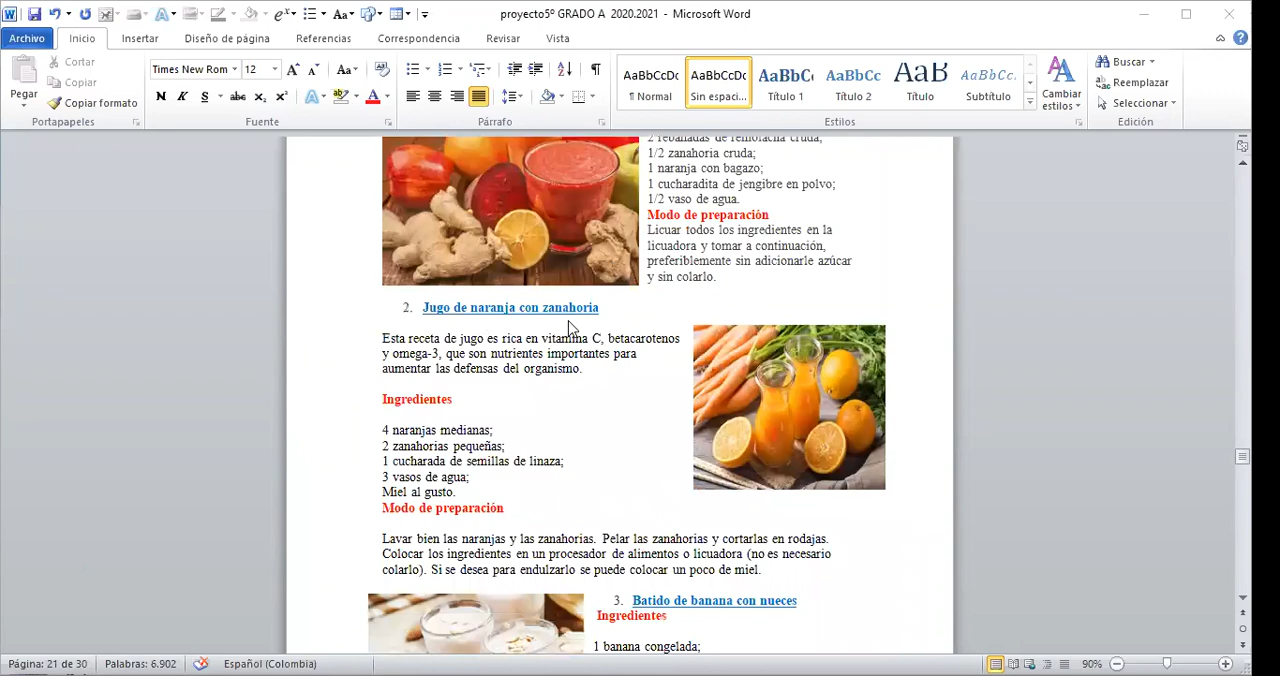 proyecto5º GRADO A 2020.2021 - Microsoft Word
Archivo
Inicio
Insertar
Diseño de página
Referencias
Correspondencia
Revisar
Vista
Pegar
Cortar
Copiar
Copiar formato
Portapapeles
Times New Rom
12
Fuente
Párrafo
AaBbCcDc
¶ Normal
AaBbCcDc
Sin espaci...
AaBbC
Título 1
AaBbCc
Título 2
AaB
Título
AaBbCc.
Subtítulo
Estilos
Cambiar
estilos
Buscar
Reemplazar
Seleccionar
Edición
2 rebanadas de remolacha cruda;
1/2 zanahoria cruda;
1 naranja con bagazo;
1 cucharadita de jengibre en polvo;
1/2 vaso de agua.
Modo de preparación
Licuar todos los ingredientes en la
licuadora y tomar a continuación,
preferiblemente sin adicionarle azúcar
y sin colarlo.
2. Jugo de naranja con zanahoria
Esta receta de jugo es rica en vitamina C, betacarotenos
y omega-3, que son nutrientes importantes para
aumentar las defensas del organismo.
Ingredientes
4 naranjas medianas;
2 zanahorias pequeñas;
1 cucharada de semillas de linaza;
3 vasos de agua;
Miel al gusto.
Modo de preparación
Lavar bien las naranjas y las zanahorias. Pelar las zanahorias y cortarlas en rodajas.
Colocar los ingredientes en un procesador de alimentos o licuadora (no es necesario
colarlo). Si se desea para endulzarlo se puede colocar un poco de miel.
3. Batido de banana con nueces
Ingredientes
1 banana congelada;
Página: 21 de 30
Palabras: 6.902
Español (Colombia)
90%